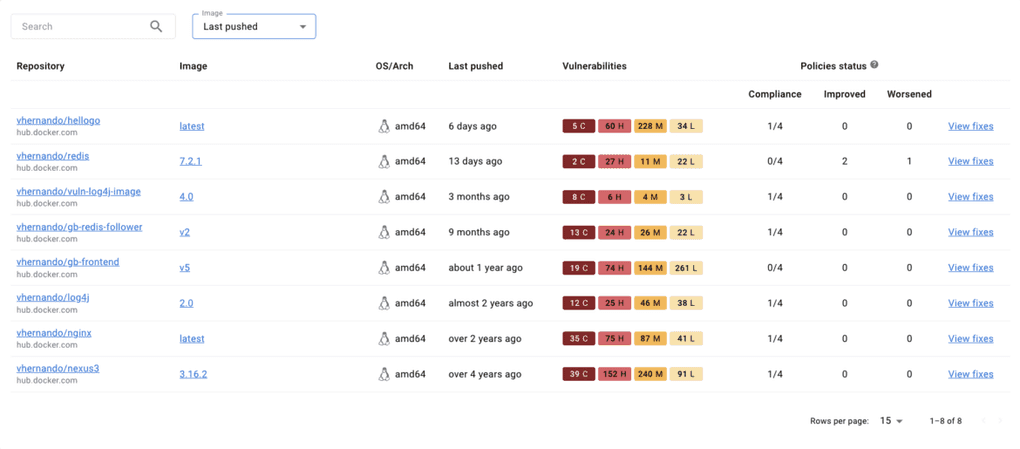 Search
Image
Last pushed
Repository Image OS/Arch Last pushed Vulnerabilities Policies status ?
Compliance Improved Worsened
vhernando/hellogo
hub.docker.com
latest amd64 6 days ago 5 C 60 H 228 M 34 L 1/4 0 0 View fixes
vhernando/redis
hub.docker.com
7.2.1 amd64 13 days ago 2 C 27 H 11 M 22 L 0/4 2 1 View fixes
vhernando/vuln-log4j-image
hub.docker.com
4.0 amd64 3 months ago 8 C 6 H 4 M 3 L 1/4 0 0 View fixes
vhernando/gb-redis-follower
hub.docker.com
v2 amd64 9 months ago 13 C 24 H 26 M 22 L 1/4 0 0 View fixes
vhernando/gb-frontend
hub.docker.com
v5 amd64 about 1 year ago 19 C 74 H 144 M 261 L 0/4 0 0 View fixes
vhernando/log4j
hub.docker.com
2.0 amd64 almost 2 years ago 12 C 25 H 46 M 38 L 1/4 0 0 View fixes
vhernando/nginx
hub.docker.com
latest amd64 over 2 years ago 35 C 75 H 87 M 41 L 1/4 0 0 View fixes
vhernando/nexus3
hub.docker.com
3.16.2 amd64 over 4 years ago 39 C 152 H 240 M 91 L 1/4 0 0 View fixes
Rows per page: 15 1–8 of 8